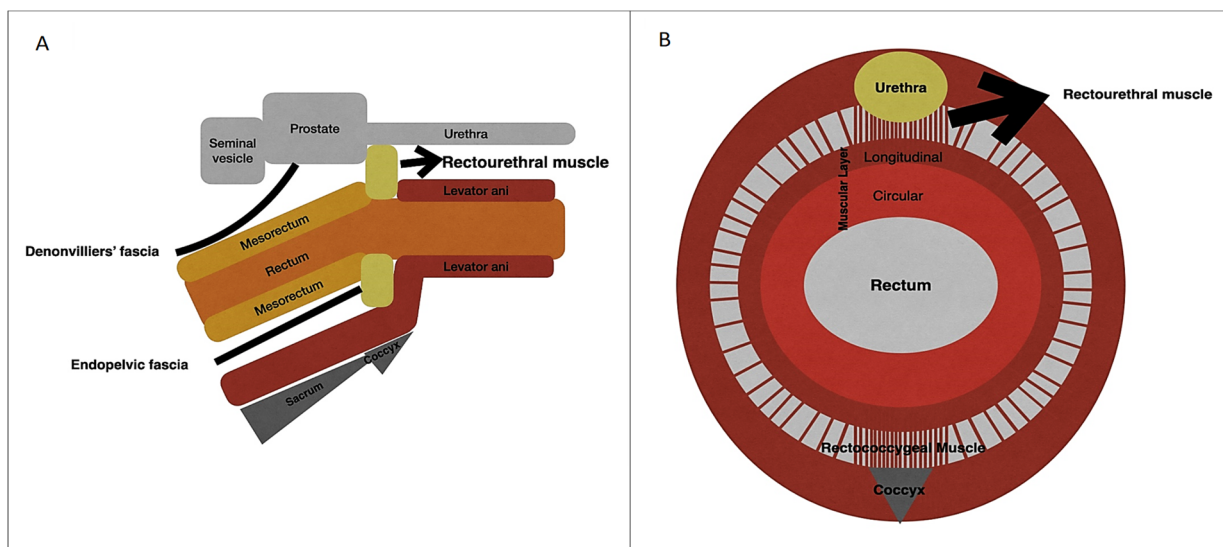 A
Seminal
vesicle
Prostate
Urethra
Rectourethral muscle
Levator ani
Mesorectum
Denonvilliers' fascia
Rectum
Levator ani
Mesorectum
Endopelvic fascia
Coccyx
Sacrum
B
Urethra
Rectourethral muscle
Longitudinal
Muscular Layer
Circular
Rectum
Rectococcygeal Muscle
Coccyx